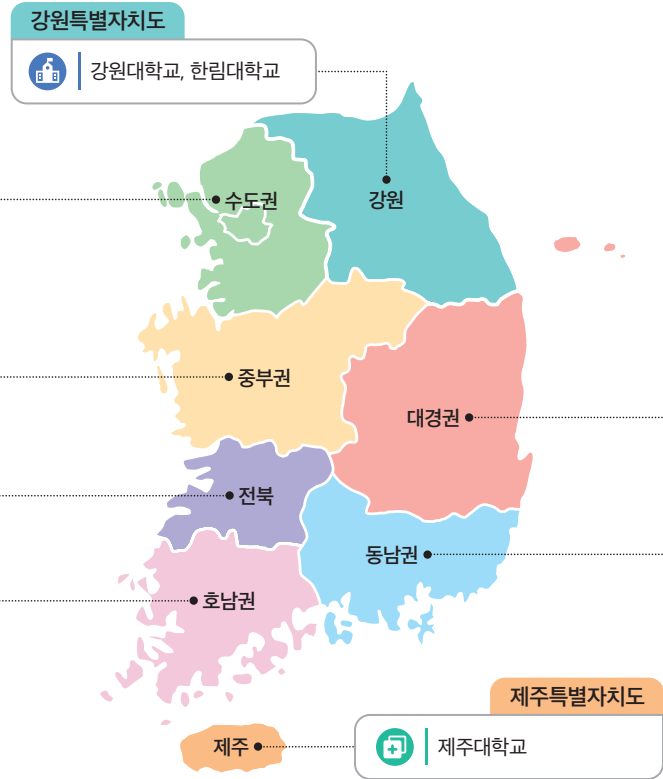 강원특별자치도
강원대학교, 한림대학교
수도권
강원
중부권
대경권
전북
동남권
호남권
제주특별자치도
제주
제주대학교